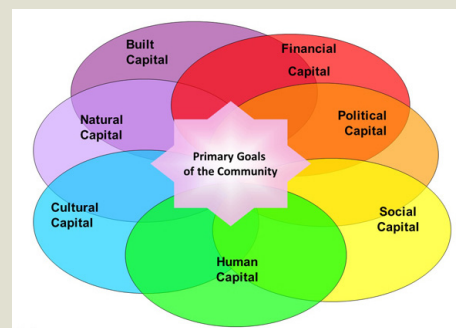 Built
Capital
Financial
Capital
Political
Capital
Natural
Capital
Primary Goals
of the Community
Cultural
Capital
Social
Capital
Human
Capital